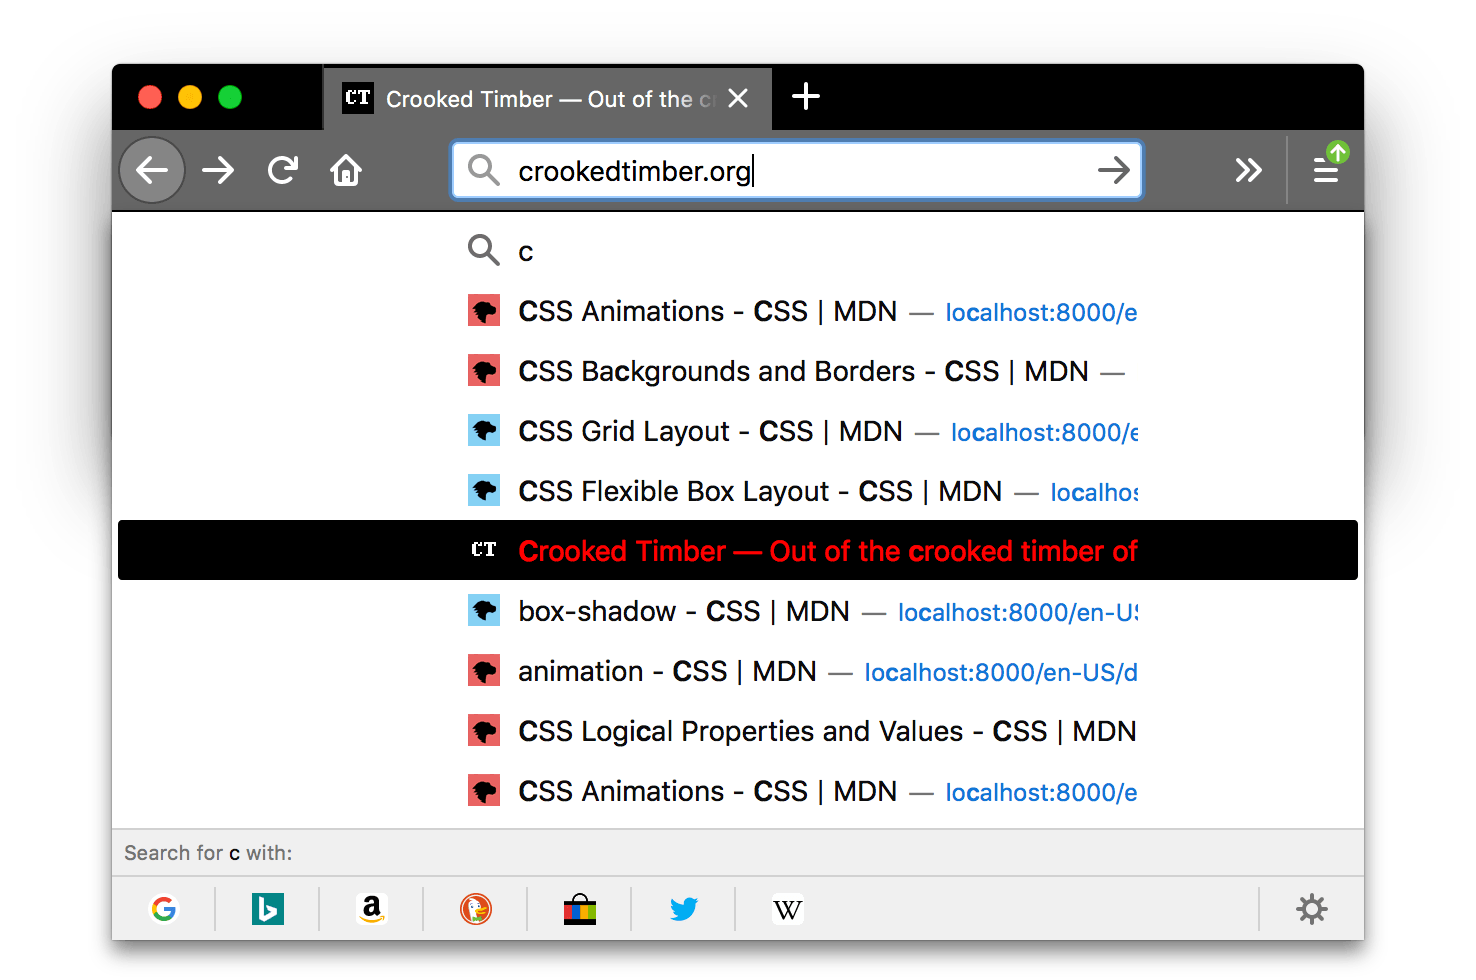 CT Crooked Timber — Out of the c
crookedtimber.org
c
CSS Animations - CSS | MDN — localhost:8000/e
CSS Backgrounds and Borders - CSS | MDN —
CSS Grid Layout - CSS | MDN — localhost:8000/e
CSS Flexible Box Layout - CSS | MDN — localhos
CT Crooked Timber — Out of the crooked timber of
box-shadow - CSS | MDN — localhost:8000/en-US
animation - CSS | MDN — localhost:8000/en-US/d
CSS Logical Properties and Values - CSS | MDN
CSS Animations - CSS | MDN — localhost:8000/e
Search for c with:
G b a W